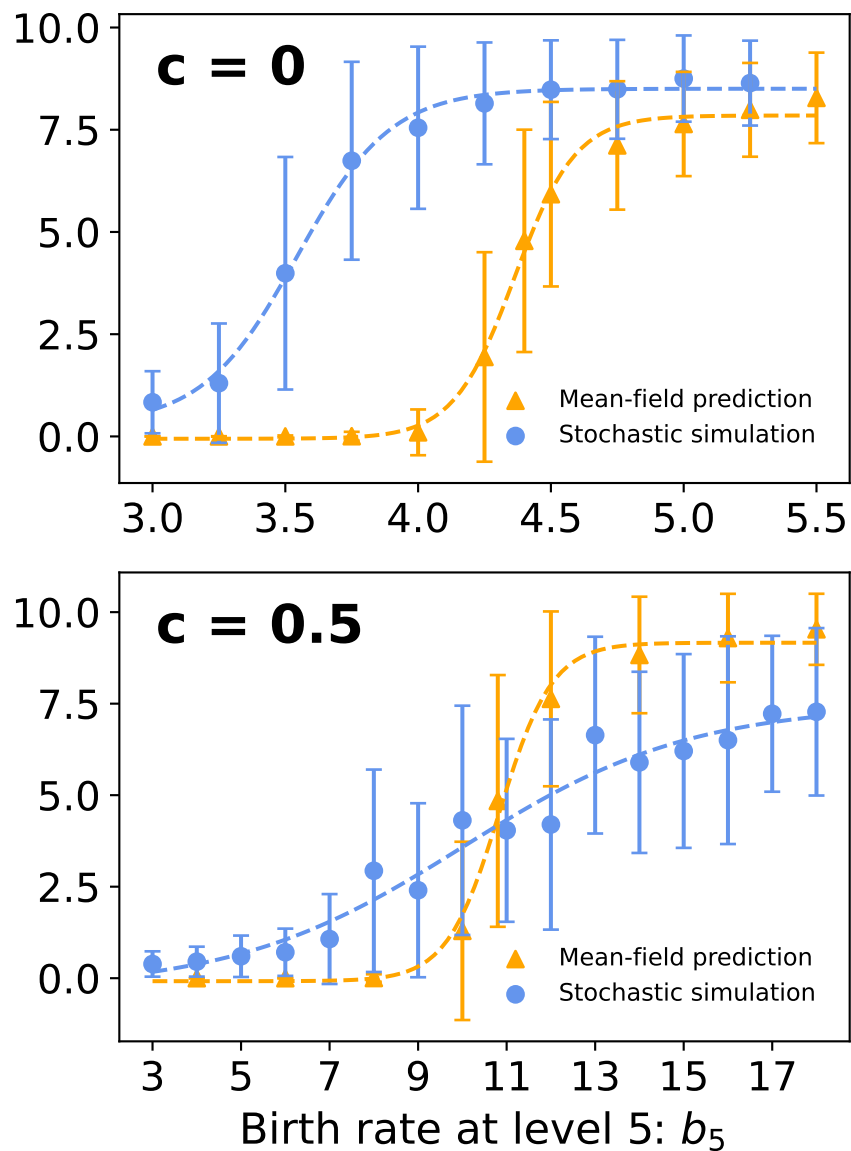 c = 0
10.0
7.5
5.0
2.5
0.0
Mean-field prediction
Stochastic simulation
3.0 3.5 4.0 4.5 5.0 5.5
c = 0.5
10.0
7.5
5.0
2.5
0.0
Mean-field prediction
Stochastic simulation
3 5 7 9 11 13 15 17
Birth rate at level 5: b₅